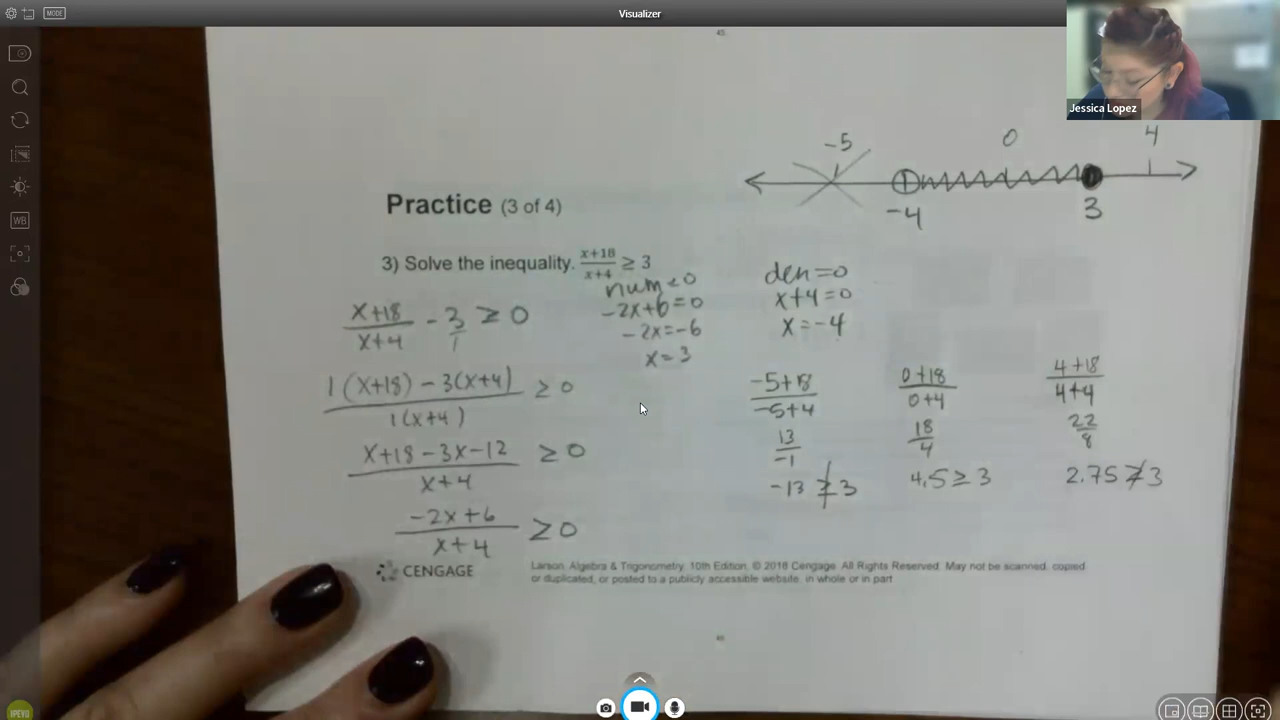 MODE
Visualizer
45
Jessica Lopez
-5
0
4
-4
3
Practice (3 of 4)
3) Solve the inequality. x+18/x+4 ≥ 3
x+18/x+4 - 3/1 ≥ 0
1(x+18) - 3(x+4)/1(x+4) ≥ 0
x+18-3x-12/x+4 ≥ 0
-2x+6/x+4 ≥ 0
num=0
-2x+6=0
-2x=-6
x=3
den=0
x+4=0
x=-4
-5+18/-5+4
13/-1
-13 ≱ 3
0+18/0+4
18/4
4.5 ≥ 3
4+18/4+4
22/8
2.75 ≱ 3
CENGAGE
Larson, Algebra & Trigonometry, 10th Edition. © 2018 Cengage. All Rights Reserved. May not be scanned, copied
or duplicated, or posted to a publicly accessible website, in whole or in part.
46
WB
IPEVO